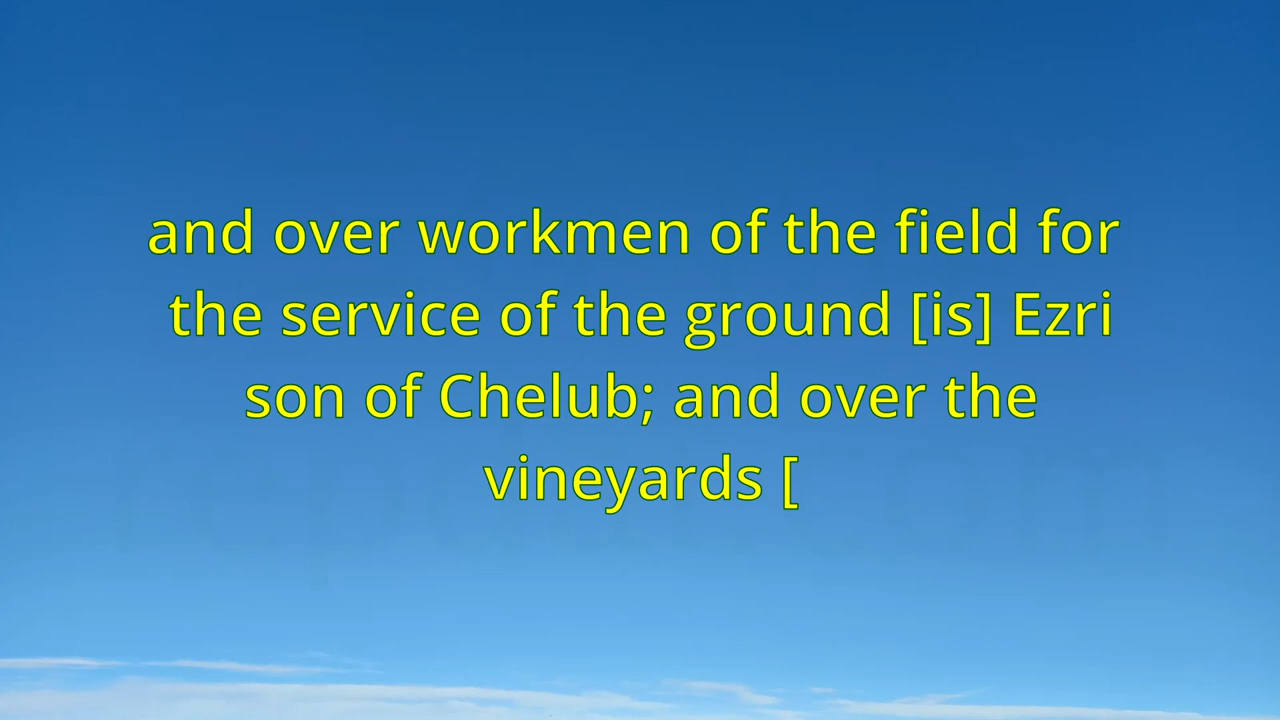 and over workmen of the field for
the service of the ground [is] Ezri
son of Chelub; and over the
vineyards [